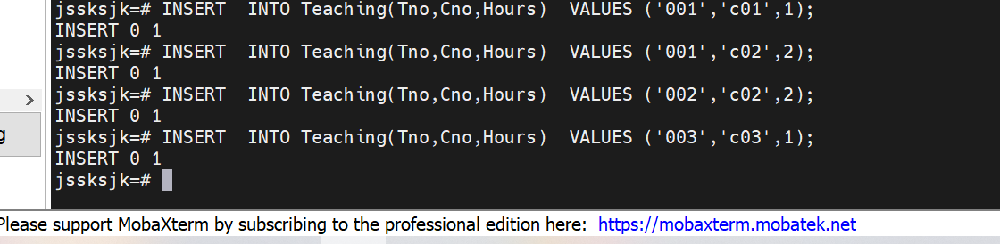 jssksjk=# INSERT  INTO Teaching(Tno,Cno,Hours)  VALUES ('001','c01',1);
INSERT 0 1
jssksjk=# INSERT  INTO Teaching(Tno,Cno,Hours)  VALUES ('001','c02',2);
INSERT 0 1
jssksjk=# INSERT  INTO Teaching(Tno,Cno,Hours)  VALUES ('002','c02',2);
INSERT 0 1
jssksjk=# INSERT  INTO Teaching(Tno,Cno,Hours)  VALUES ('003','c03',1);
g
INSERT 0 1
jssksjk=#
Please support MobaXterm by subscribing to the professional edition here:  https://mobaxterm.mobatek.net